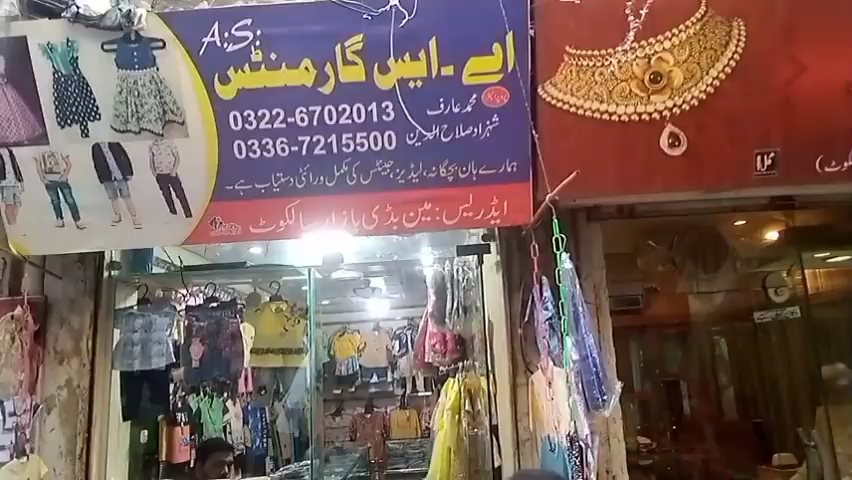 A.S.
اے۔ایس گارمنٹس
0322-6702013
محمد عارف
0336-7215500
شہزاد صلاح الدین
ہمارے ہاں بچگانہ، لیڈیز، جینٹس کی مکمل ورائٹی دستیاب ہے۔
ایڈریس: مین بڈی بازار سیالکوٹ